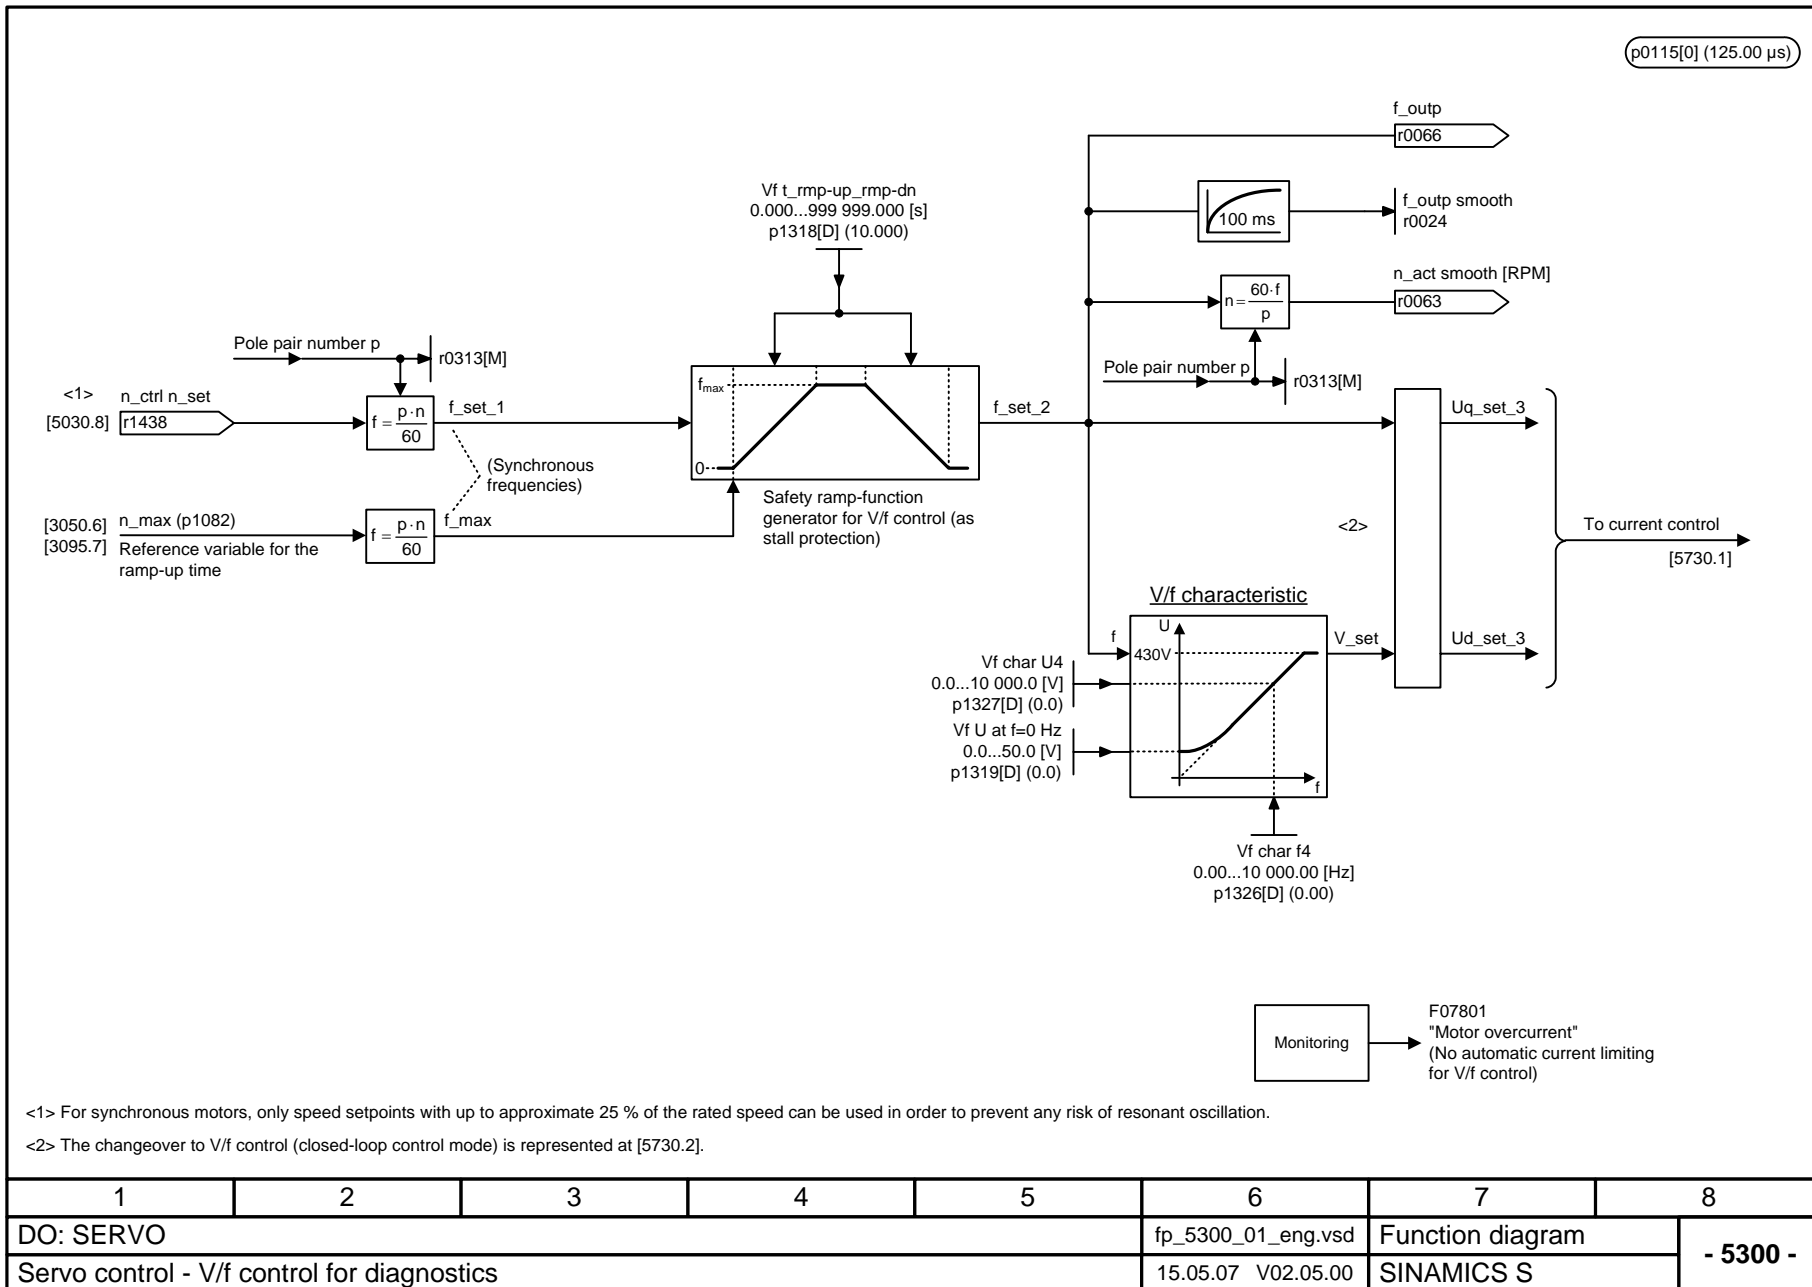 p0115[0] (125.00 µs)
f_outp
r0066
Vf t_rmp-up_rmp-dn
0.000...999 999.000 [s]
p1318[D] (10.000)
100 ms
f_outp smooth
r0024
n_act smooth [RPM]
n = 60·f / p
r0063
Pole pair number p
r0313[M]
Pole pair number p
r0313[M]
<1>
n_ctrl n_set
[5030.8]
r1438
f = p·n / 60
f_set_1
fmax
0
f_set_2
Uq_set_3
(Synchronous
frequencies)
Safety ramp-function
generator for V/f control (as
stall protection)
[3050.6]
[3095.7]
n_max (p1082)
Reference variable for the
ramp-up time
f = p·n / 60
f_max
<2>
To current control
[5730.1]
V/f characteristic
f
U
430V
V_set
Ud_set_3
Vf char U4
0.0...10 000.0 [V]
p1327[D] (0.0)
Vf U at f=0 Hz
0.0...50.0 [V]
p1319[D] (0.0)
f
Vf char f4
0.00...10 000.00 [Hz]
p1326[D] (0.00)
Monitoring
F07801
"Motor overcurrent"
(No automatic current limiting
for V/f control)
<1> For synchronous motors, only speed setpoints with up to approximate 25 % of the rated speed can be used in order to prevent any risk of resonant oscillation.
<2> The changeover to V/f control (closed-loop control mode) is represented at [5730.2].
1 2 3 4 5 6 7 8
DO: SERVO
fp_5300_01_eng.vsd
Function diagram
- 5300 -
Servo control - V/f control for diagnostics
15.05.07 V02.05.00
SINAMICS S